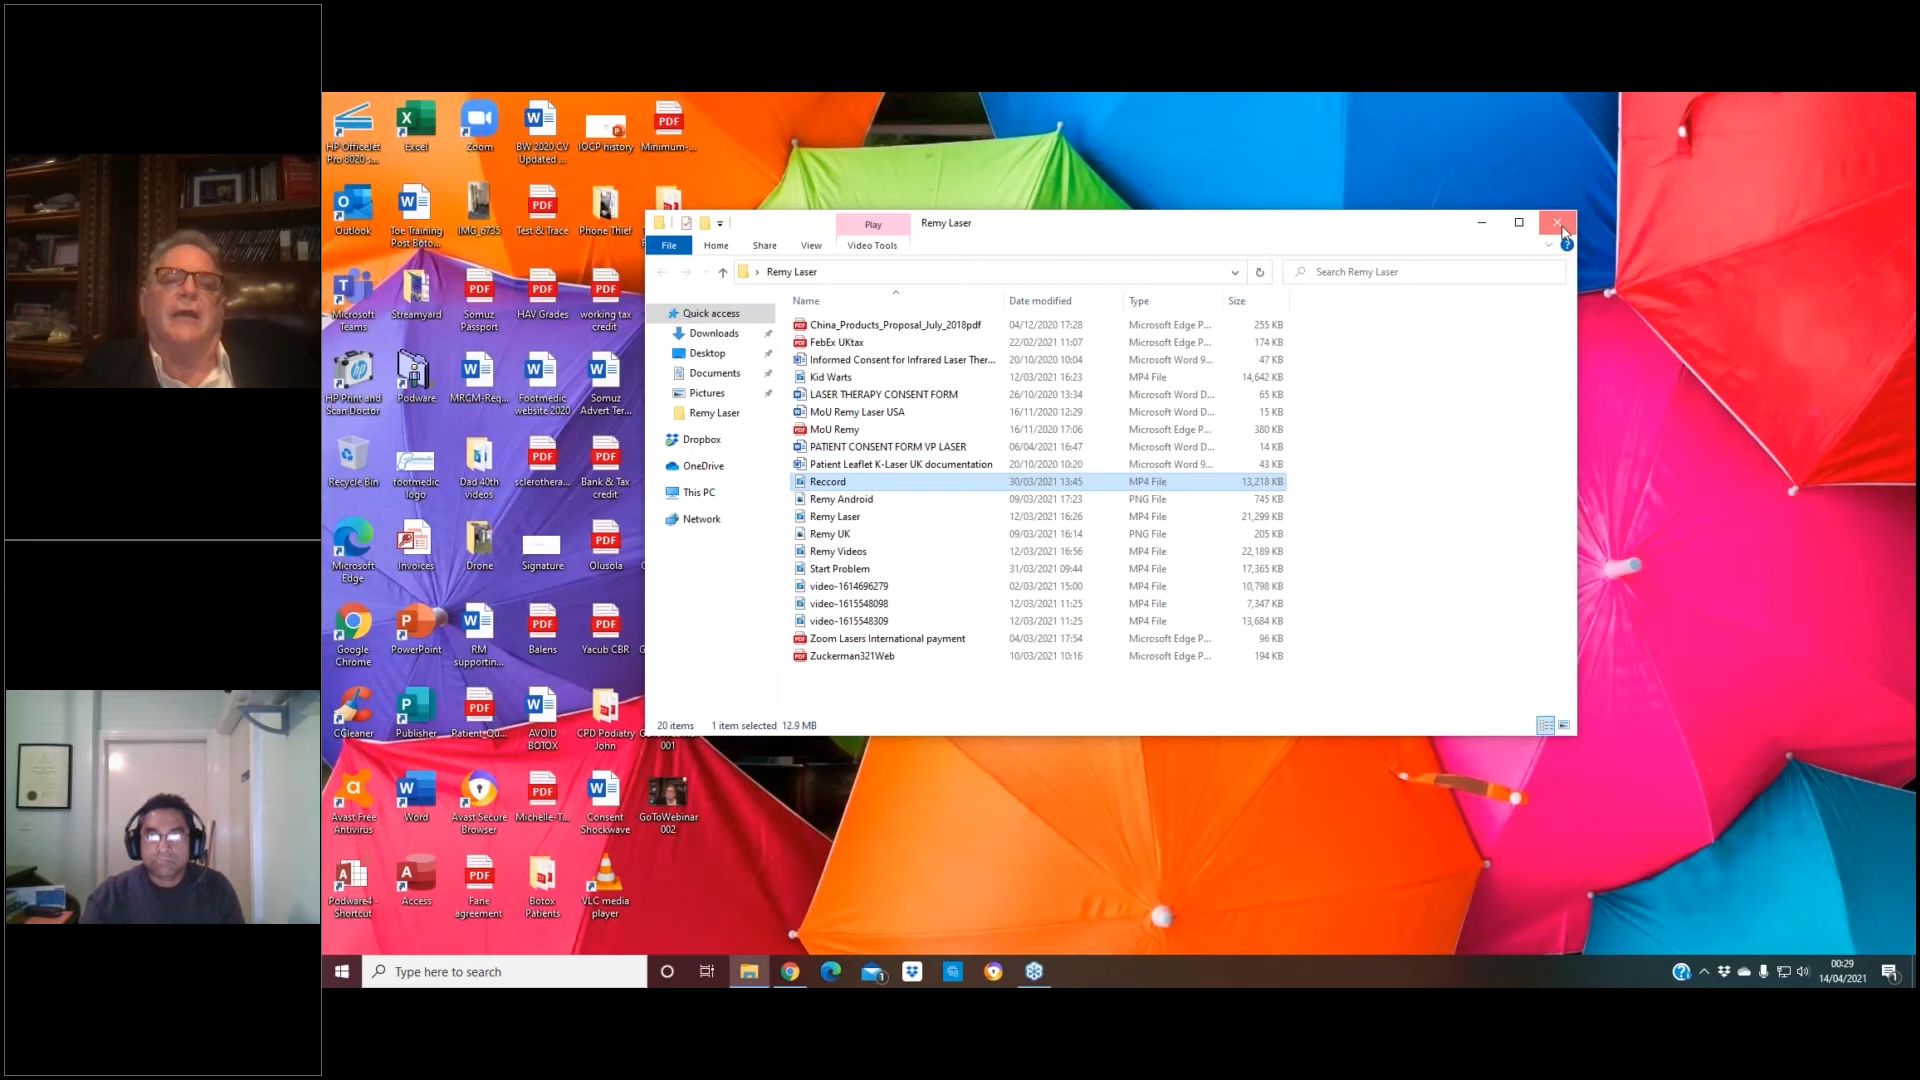 HP OfficeJet
Pro 8020 s...
Excel
Zoom
BW 2020 CV
Updated ...
IOCP history
Minimum-...
Outlook
Toe Training
Post Boto...
IMG_6735
Test & Trace
Phone Thief
Microsoft
Teams
Streamyard
Somuz
Passport
HAV Grades
working tax
credit
HP Print and
Scan Doctor
Podware
MRCM-Req...
Footmedic
website 2020
Somuz
Advert Ter...
Recycle Bin
footmedic
logo
Dad 40th
videos
sclerothera...
Bank & Tax
credit
Microsoft
Edge
Invoices
Drone
Signature
Olusola
Google
Chrome
PowerPoint
RM
supportin...
Balens
Yacub CBR
CCleaner
Publisher
Patient_Qu...
AVOID
BOTOX
CPD Podiatry
John
001
Avast Free
Antivirus
Word
Avast Secure
Browser
Michelle-T...
Consent
Shockwave
GoToWebinar
002
Podware4 -
Shortcut
Access
Fane
agreement
Botox
Patients
VLC media
player
Play
Remy Laser
File
Home
Share
View
Video Tools
Remy Laser
Search Remy Laser
Quick access
Downloads
Desktop
Documents
Pictures
Remy Laser
Dropbox
OneDrive
This PC
Network
Name Date modified Type Size
China_Products_Proposal_July_2018pdf 04/12/2020 17:28 Microsoft Edge P... 255 KB
FebEx UKtax 22/02/2021 11:07 Microsoft Edge P... 174 KB
Informed Consent for Infrared Laser Ther... 20/10/2020 10:04 Microsoft Word 9... 47 KB
Kid Warts 12/03/2021 16:23 MP4 File 14,642 KB
LASER THERAPY CONSENT FORM 26/10/2020 13:34 Microsoft Word D... 65 KB
MoU Remy Laser USA 16/11/2020 12:29 Microsoft Word D... 15 KB
MoU Remy 16/11/2020 17:06 Microsoft Edge P... 380 KB
PATIENT CONSENT FORM VP LASER 06/04/2021 16:47 Microsoft Word D... 14 KB
Patient Leaflet K-Laser UK documentation 20/10/2020 10:20 Microsoft Word 9... 43 KB
Reccord 30/03/2021 13:45 MP4 File 13,218 KB
Remy Android 09/03/2021 17:23 PNG File 745 KB
Remy Laser 12/03/2021 16:26 MP4 File 21,299 KB
Remy UK 09/03/2021 16:14 PNG File 205 KB
Remy Videos 12/03/2021 16:56 MP4 File 22,189 KB
Start Problem 31/03/2021 09:44 MP4 File 17,365 KB
video-1614696279 02/03/2021 15:00 MP4 File 10,798 KB
video-1615548098 12/03/2021 11:25 MP4 File 7,347 KB
video-1615548309 12/03/2021 11:25 MP4 File 13,684 KB
Zoom Lasers International payment 04/03/2021 17:54 Microsoft Edge P... 96 KB
Zuckerman321Web 10/03/2021 10:16 Microsoft Edge P... 194 KB
20 items 1 item selected 12.9 MB
Type here to search
00:29
14/04/2021